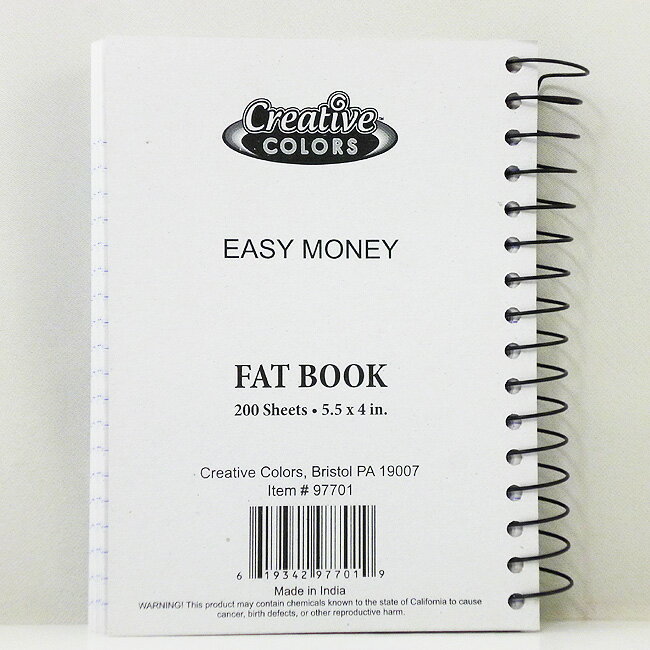 Creative™
COLORS
EASY MONEY
FAT BOOK
200 Sheets • 5.5 x 4 in.
Creative Colors, Bristol PA 19007
Item # 97701
6 19342 97701 9
Made in India
WARNING! This product may contain chemicals known to the state of California to cause
cancer, birth defects, or other reproductive harm.